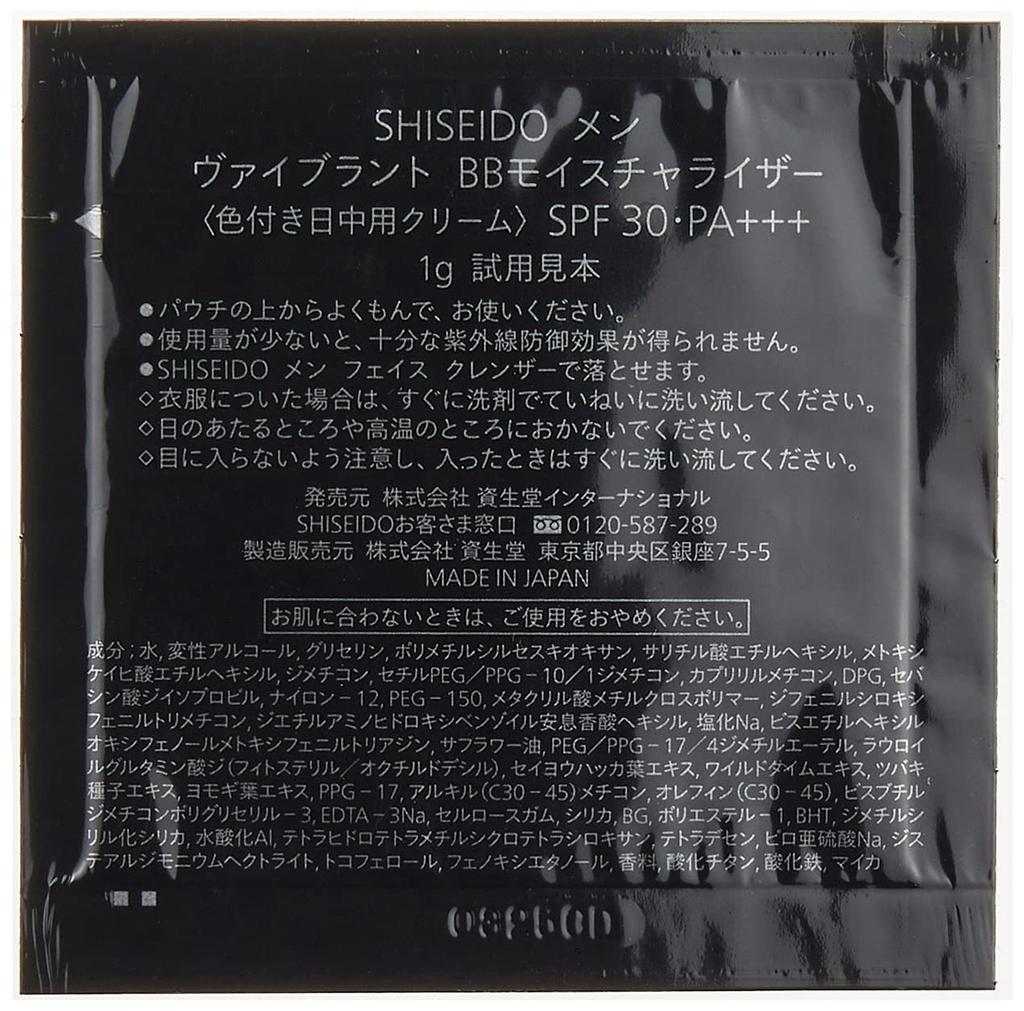 SHISEIDO メン
ヴァイブラント BBモイスチャライザー
〈色付き日中用クリーム〉 SPF 30・PA+++
1g 試用見本
●パウチの上からよくもんで、お使いください。
●使用量が少ないと、十分な紫外線防御効果が得られません。
●SHISEIDO メン フェイス クレンザーで落とせます。
◇衣服についた場合は、すぐに洗剤でていねいに洗い流してください。
◇日のあたるところや高温のところにおかないでください。
◇目に入らないよう注意し、入ったときはすぐに洗い流してください。
発売元 株式会社 資生堂インターナショナル
SHISEIDOお客さま窓口 0120-587-289
製造販売元 株式会社 資生堂 東京都中央区銀座7-5-5
MADE IN JAPAN
お肌に合わないときは、ご使用をおやめください。
成分；水, 変性アルコール, グリセリン, ポリメチルシルセスキオキサン, サリチル酸エチルヘキシル, メトキシ
ケイヒ酸エチルヘキシル, ジメチコン, セチルPEG／PPG－10／1ジメチコン, カプリリルメチコン, DPG, セバ
シン酸ジイソプロピル, ナイロン－12, PEG－150, メタクリル酸メチルクロスポリマー, ジフェニルシロキシ
フェニルトリメチコン, ジエチルアミノヒドロキシベンゾイル安息香酸ヘキシル, 塩化Na, ビスエチルヘキシル
オキシフェノールメトキシフェニルトリアジン, サフラワー油, PEG／PPG－17／4ジメチルエーテル, ラウロイ
ルグルタミン酸ジ（フィトステリル／オクチルドデシル）, セイヨウハッカ葉エキス, ワイルドタイムエキス, ツバキ
種子エキス, ヨモギ葉エキス, PPG－17, アルキル（C30－45）メチコン, オレフィン（C30－45）, ビスブチル
ジメチコンポリグリセリル－3, EDTA－3Na, セルロースガム, シリカ, BG, ポリエステル－1, BHT, ジメチルシ
リル化シリカ, 水酸化Al, テトラヒドロテトラメチルシクロテトラシロキサン, テトラデセン, ピロ亜硫酸Na, ジス
テアルジモニウムヘクトライト, トコフェロール, フェノキシエタノール, 香料, 酸化チタン, 酸化鉄, マイカ